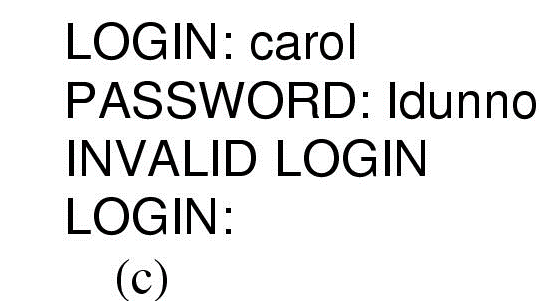 LOGIN: carol
PASSWORD: Idunno
INVALID LOGIN
LOGIN:
(c)